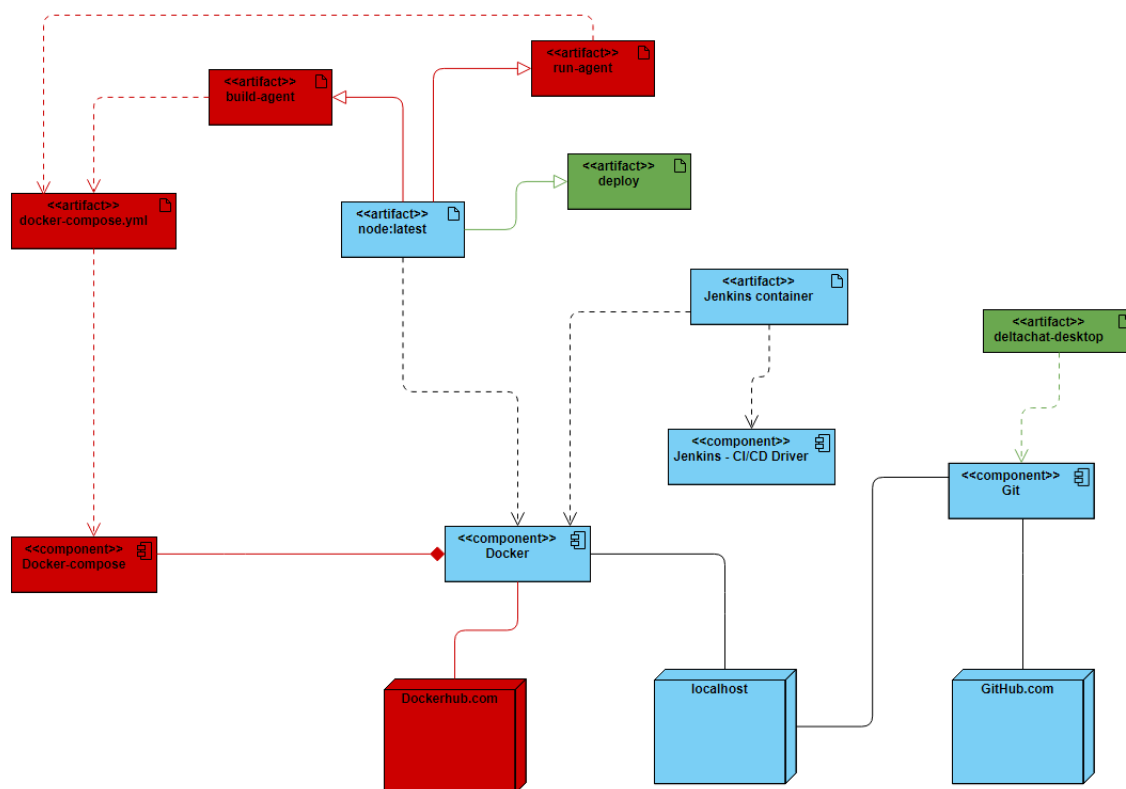 <<artifact>>
run-agent
<<artifact>>
build-agent
<<artifact>>
deploy
<<artifact>>
docker-compose.yml
<<artifact>>
node:latest
<<artifact>>
Jenkins container
<<artifact>>
deltachat-desktop
<<component>>
Jenkins - CI/CD Driver
<<component>>
Git
<<component>>
Docker-compose
<<component>>
Docker
Dockerhub.com
localhost
GitHub.com